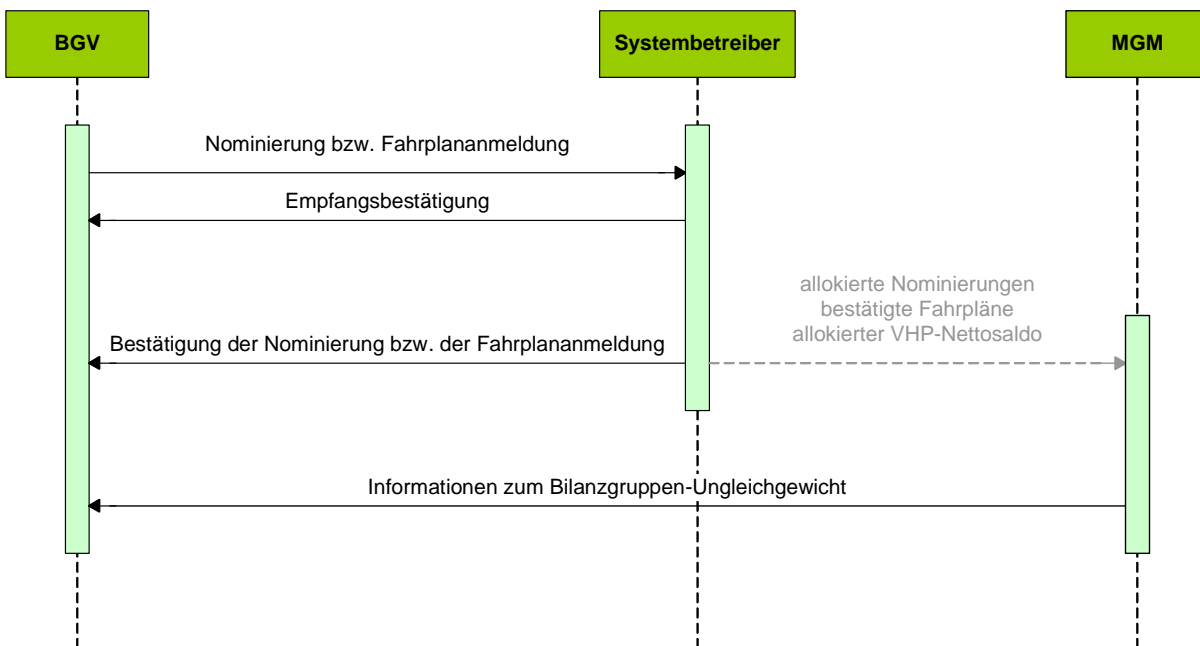 BGV
Systembetreiber
MGM
Nominierung bzw. Fahrplananmeldung
Empfangsbestätigung
allokierte Nominierungen
bestätigte Fahrpläne
allokierter VHP-Nettosaldo
Bestätigung der Nominierung bzw. der Fahrplananmeldung
Informationen zum Bilanzgruppen-Ungleichgewicht